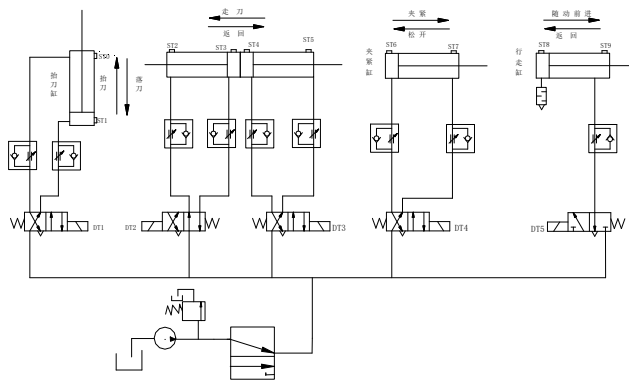 走刀
返回
ST2
ST3
ST4
ST5
夹紧
松开
ST6
ST7
随动前进
返回
ST8
ST9
ST0
ST1
抬刀缸
抬刀
落刀
夹紧缸
行走缸
DT1
DT2
DT3
DT4
DT5